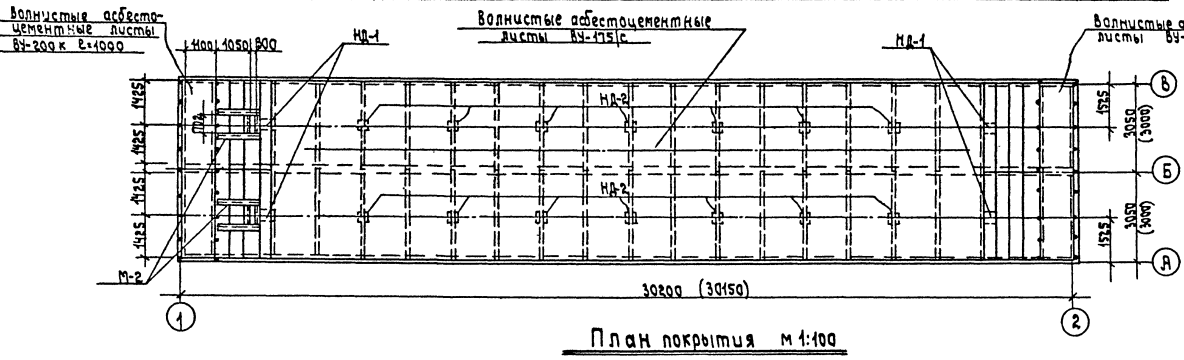 Волнистые асбесто-
цементные листы
ВУ-200к ℓ=1000
Волнистые асбестоцементные
листы ВУ-175/с
Волнистые а
листы ВУ-
1100 1050 300
НД-1
НД-1
НД-2
НД-2
1425
1425
1425
1425
1525
3050
(3000)
1525
3050
(3000)
В
Б
А
М-2
30200 (30150)
1
2
План покрытия м 1:100